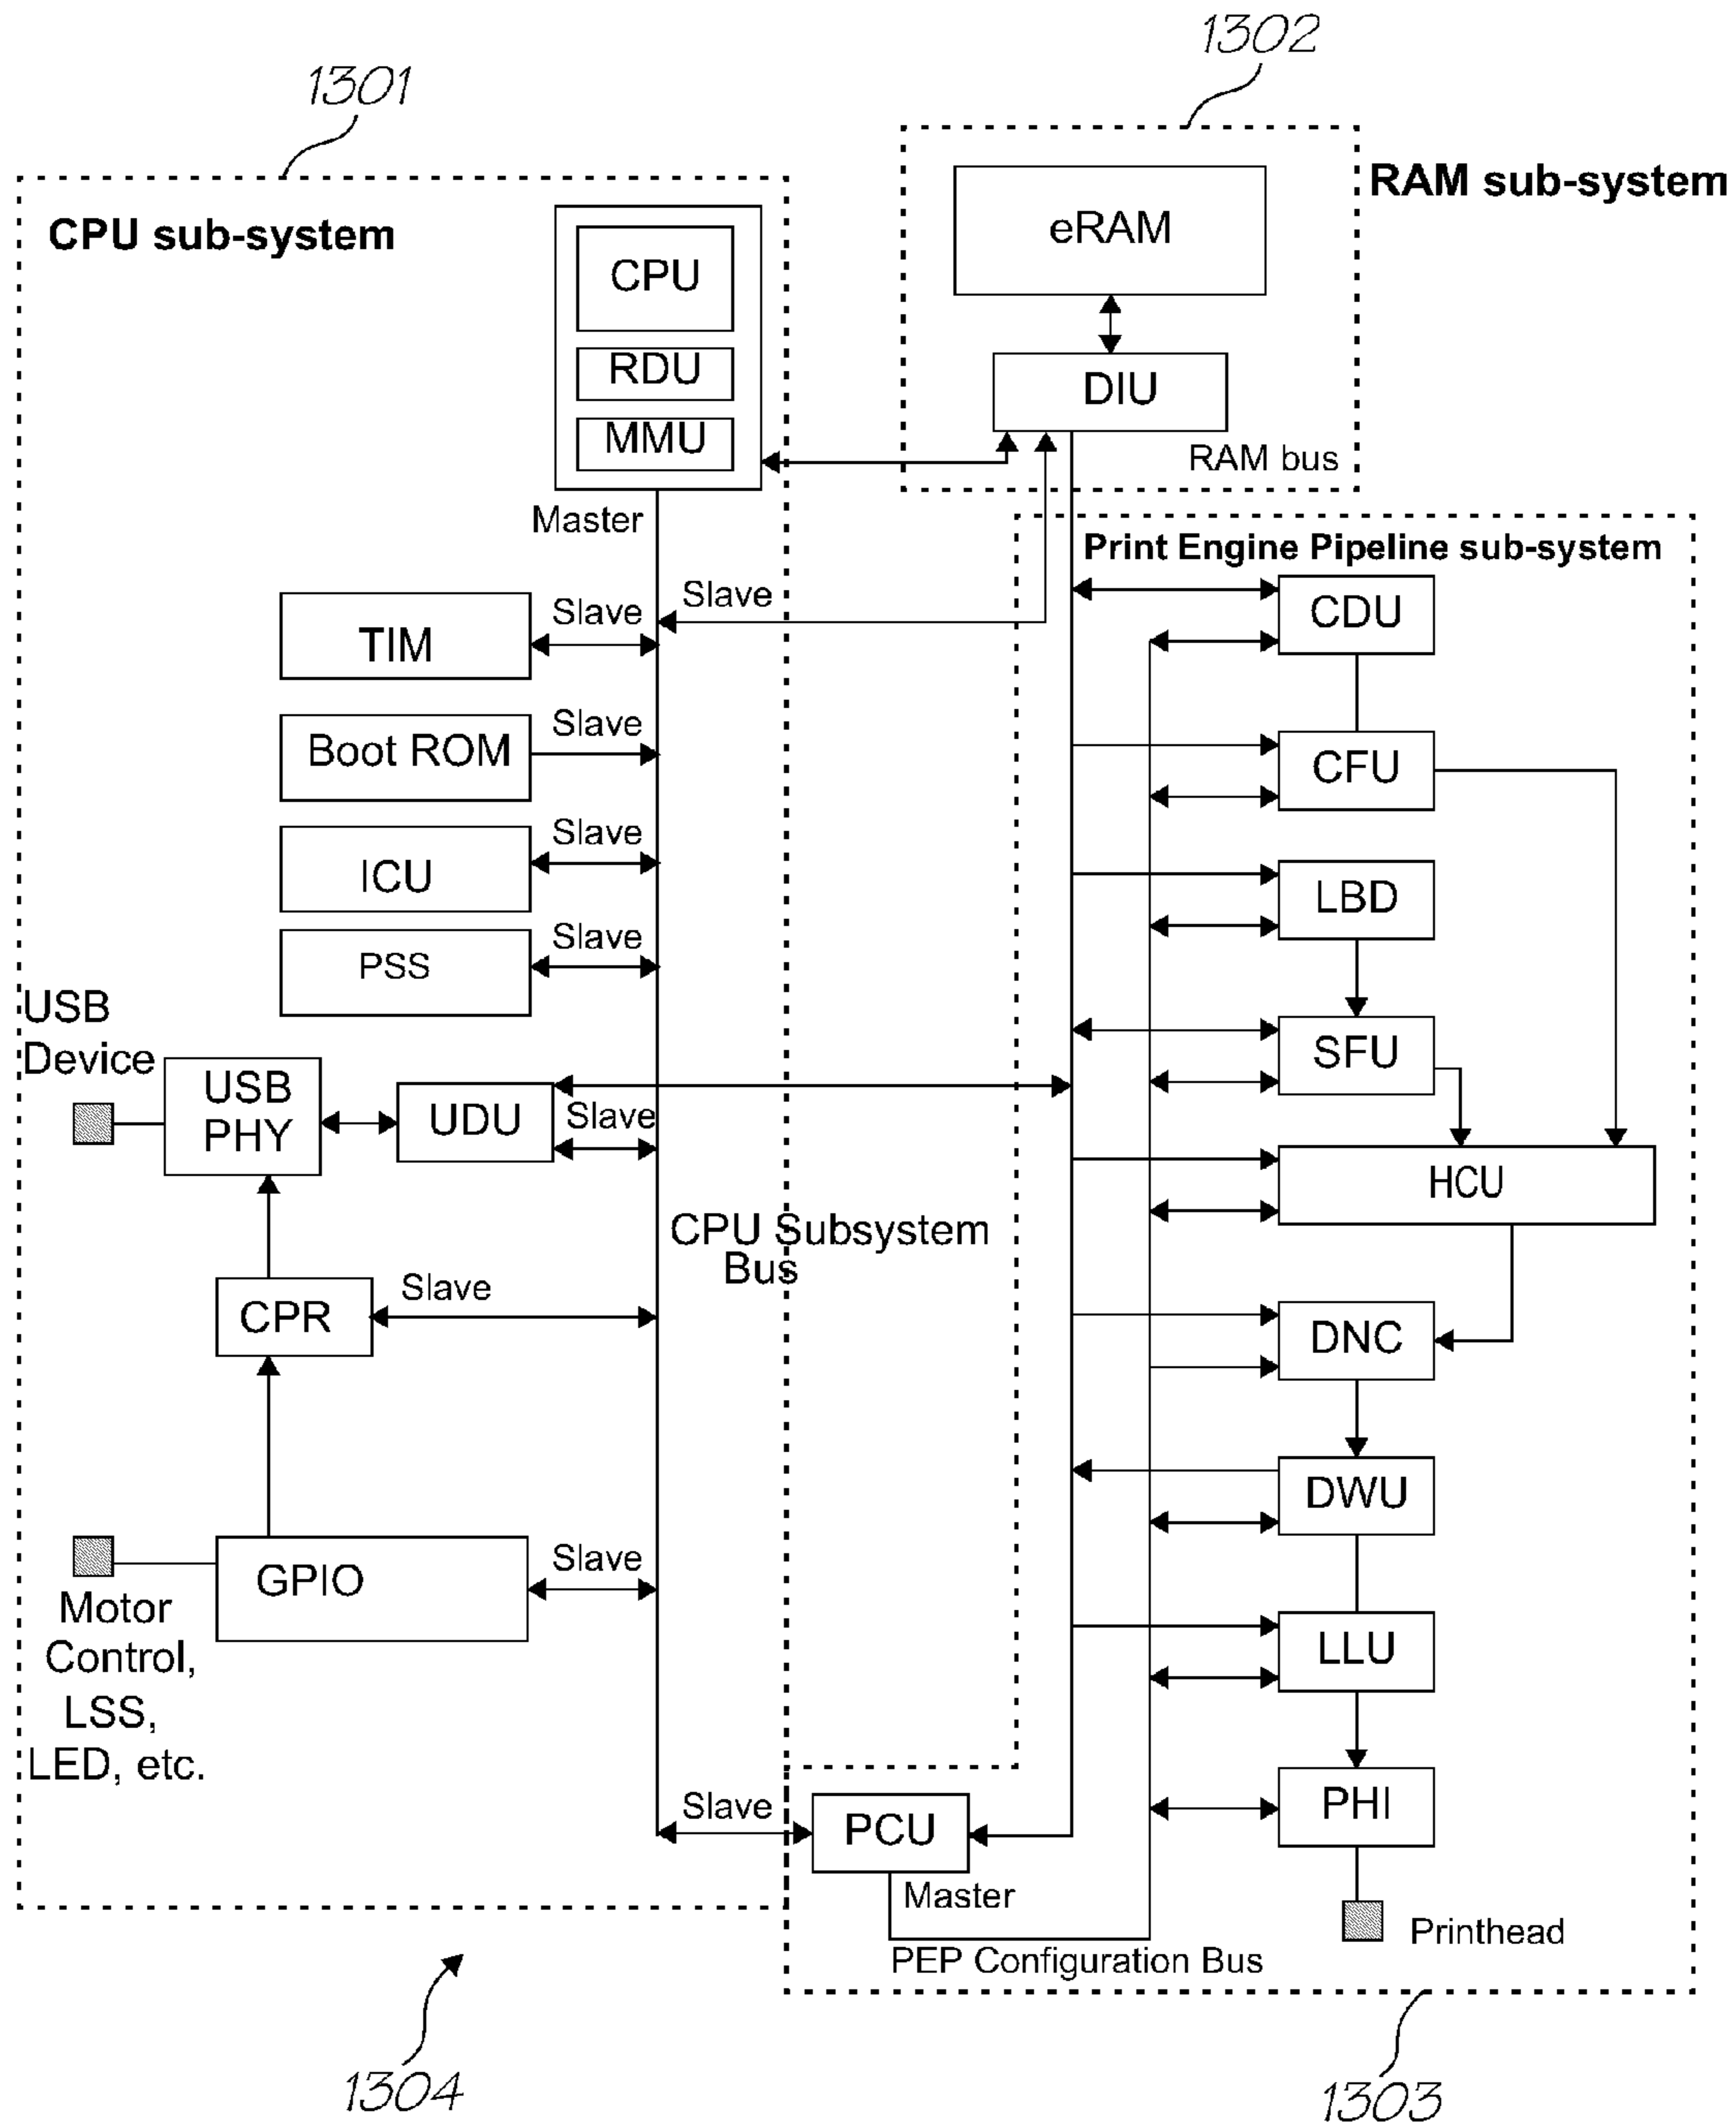 1302
1301
RAM sub-system
CPU sub-system
eRAM
CPU
RDU
DIU
MMU
RAM bus
Master
Print Engine Pipeline sub-system
Slave
Slave
CDU
TIM
Slave
Boot ROM
CFU
Slave
ICU
LBD
Slave
PSS
USB
Device
SFU
USB
PHY
UDU
Slave
HCU
CPU Subsystem
Bus
Slave
CPR
DNC
DWU
Slave
GPIO
Motor
Control,
LSS,
LED, etc.
LLU
Slave
PCU
PHI
Master
Printhead
PEP Configuration Bus
1304
1303